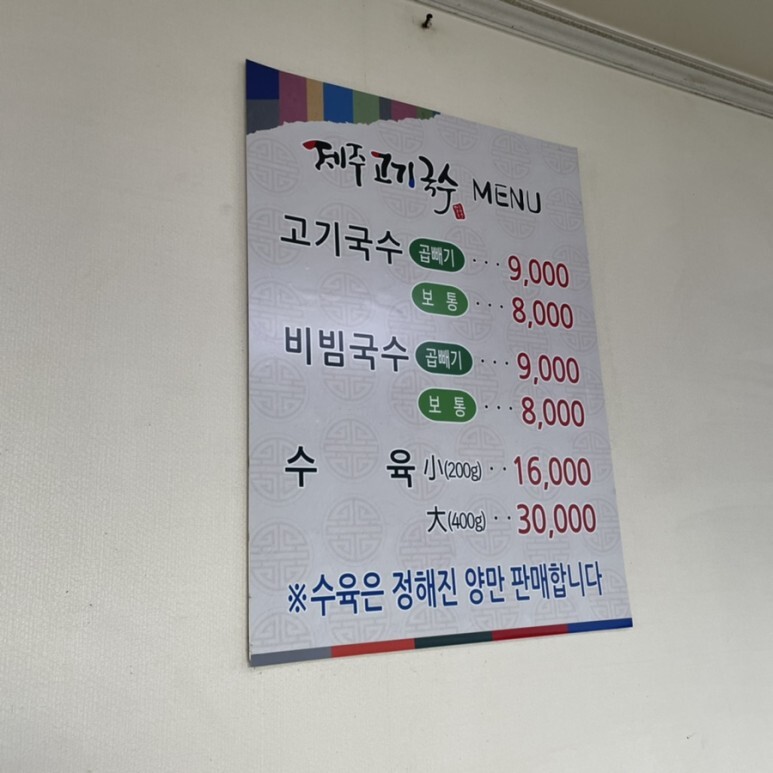 제주고기국수 MENU
고기국수 곱빼기 ··· 9,000
보통 ··· 8,000
비빔국수 곱빼기 ··· 9,000
보통 ··· 8,000
수육 小(200g) ·· 16,000
大(400g) ·· 30,000
※수육은 정해진 양만 판매합니다